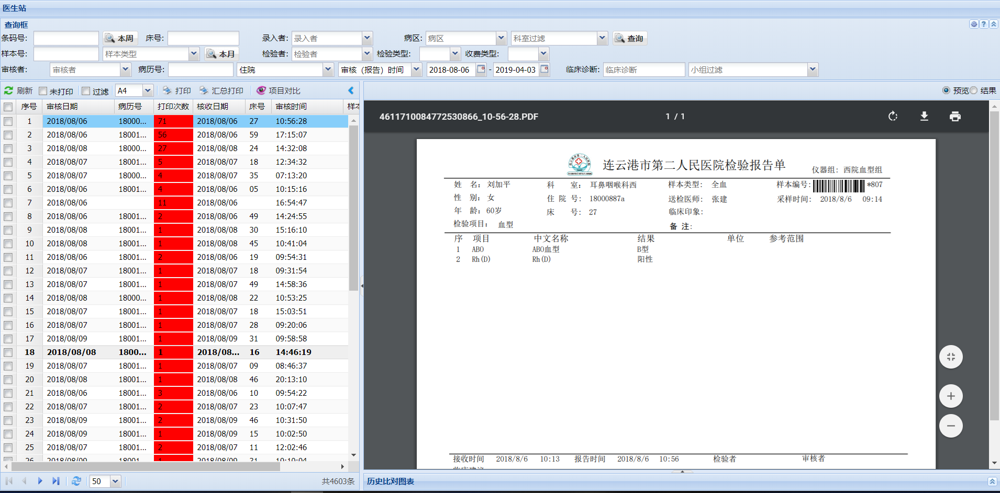 医生站
查询框
条码号: 本周 床号: 录入者: 录入者 病区: 病区 科室过滤 查询
样本号: 样本类型 本月 检验者: 检验者 检验类型: 收费类型:
审核者: 审核者 病历号: 住院 审核（报告）时间 2018-08-06 - 2019-04-03 临床诊断: 临床诊断 小组过滤
刷新 未打印 过滤 A4 打印 汇总打印 项目对比
序号 审核日期 病历号 打印次数 核收日期 床号 审核时间 样本
1 2018/08/06 18000... 71 2018/08/06 27 10:56:28
2 2018/08/06 18001... 56 2018/08/06 59 17:15:07
3 2018/08/08 18000... 27 2018/08/08 24 14:32:08
4 2018/08/07 18001... 5 2018/08/07 18 12:34:32
5 2018/08/07 18000... 4 2018/08/07 35 07:13:20
6 2018/08/06 18001... 4 2018/08/06 05 10:15:16
7 2018/08/06 11 2018/08/06 16:54:47
8 2018/08/06 18001... 2 2018/08/06 49 14:24:55
9 2018/08/08 18001... 1 2018/08/08 30 15:16:10
10 2018/08/08 18001... 1 2018/08/08 45 10:41:04
11 2018/08/06 18001... 2 2018/08/06 19 09:54:31
12 2018/08/07 18001... 1 2018/08/07 18 09:31:54
13 2018/08/07 18001... 1 2018/08/07 49 14:58:36
14 2018/08/08 18000... 1 2018/08/08 22 10:53:25
15 2018/08/07 18001... 1 2018/08/07 18 15:03:51
16 2018/08/07 18001... 1 2018/08/07 28 09:20:06
17 2018/08/09 18001... 1 2018/08/09 31 09:58:58
18 2018/08/08 1800... 1 2018/08... 16 14:46:19
19 2018/08/07 18001... 1 2018/08/07 09 08:46:37
20 2018/08/08 18001... 1 2018/08/08 46 20:13:10
21 2018/08/06 18001... 3 2018/08/06 10 09:54:22
22 2018/08/07 18001... 2 2018/08/07 23 10:07:47
23 2018/08/09 18001... 2 2018/08/09 46 10:31:50
24 2018/08/09 18001... 1 2018/08/09 15 10:02:50
25 2018/08/07 18001... 2 2018/08/07 11 12:02:46
26 2018/08/09 18001... 1 2018/08/09 31 10:10:04
50 共4603条
预览 结果
4611710084772530866_10-56-28.PDF 1 / 1
连云港市第二人民医院检验报告单 仪器组: 西院血型组
姓 名: 刘加平 科 室: 耳鼻咽喉科西 样本类型: 全血 样本编号: *807
性 别: 女 住 院 号: 18000887a 送检医师: 张建 采样时间: 2018/8/6 09:14
年 龄: 60岁 床 号: 27 临床印象:
检验项目: 血型 备 注:
序 项目 中文名称 结果 单位 参考范围
1 ABO ABO血型 B型
2 Rh(D) Rh(D) 阳性
接收时间 2018/8/6 10:13 报告时间 2018/8/6 10:56 检验者 审核者
临床建议
历史比对图表